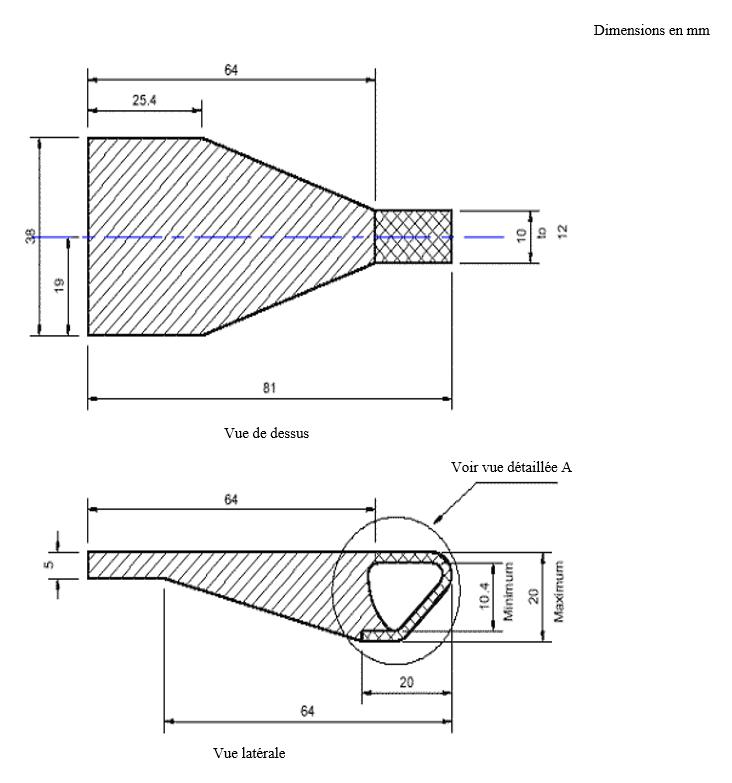 Dimensions en mm
64
25.4
38
19
10
to
12
81
Vue de dessus
Voir vue détaillée A
64
5
10.4
Minimum
20
Maximum
20
64
Vue latérale